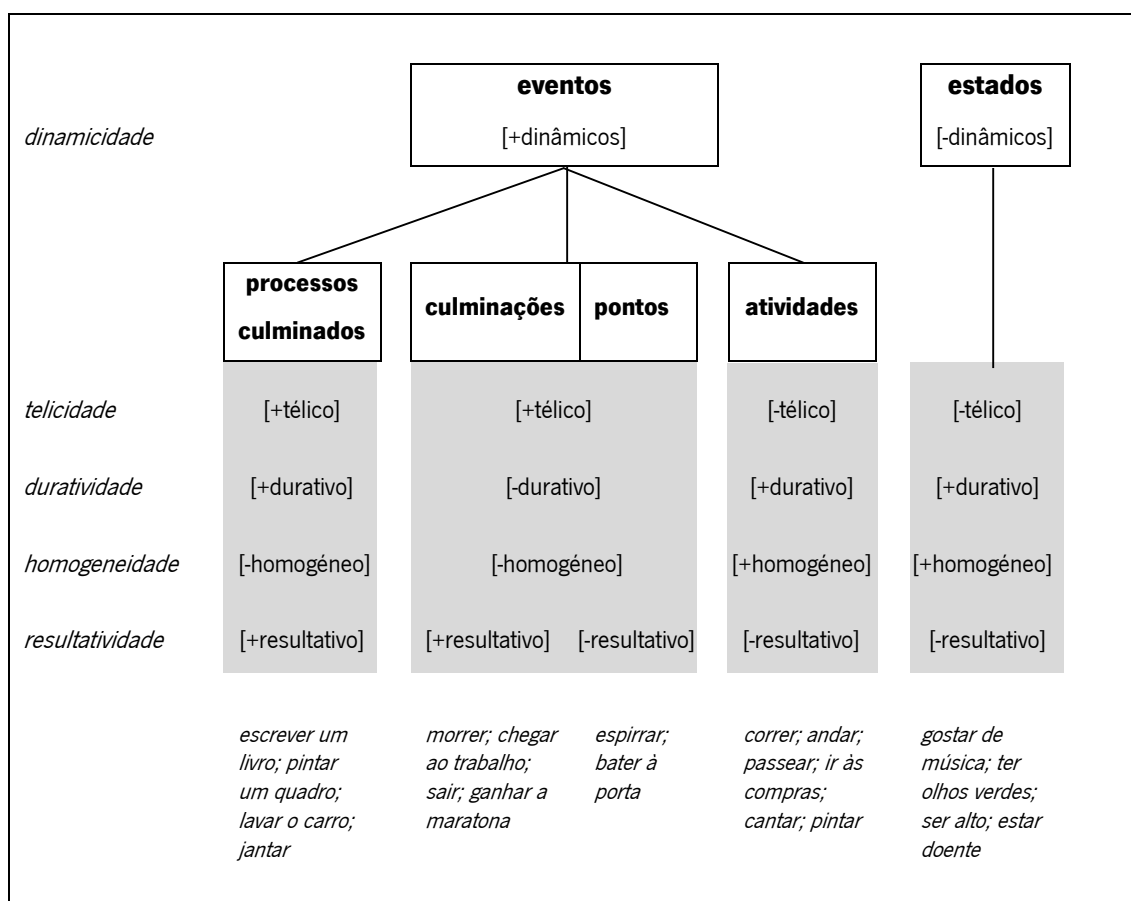 eventos
estados
dinamicidade
[+dinâmicos]
[-dinâmicos]
processos
culminados
culminações
pontos
atividades
telicidade
[+télico]
[+télico]
[-télico]
[-télico]
duratividade
[+durativo]
[-durativo]
[+durativo]
[+durativo]
homogeneidade
[-homogéneo]
[-homogéneo]
[+homogéneo]
[+homogéneo]
resultatividade
[+resultativo]
[+resultativo]
[-resultativo]
[-resultativo]
[-resultativo]
escrever um
livro; pintar
um quadro;
lavar o carro;
jantar
morrer; chegar
ao trabalho;
sair; ganhar a
maratona
espirrar;
bater à
porta
correr; andar;
passear; ir às
compras;
cantar; pintar
gostar de
música; ter
olhos verdes;
ser alto; estar
doente